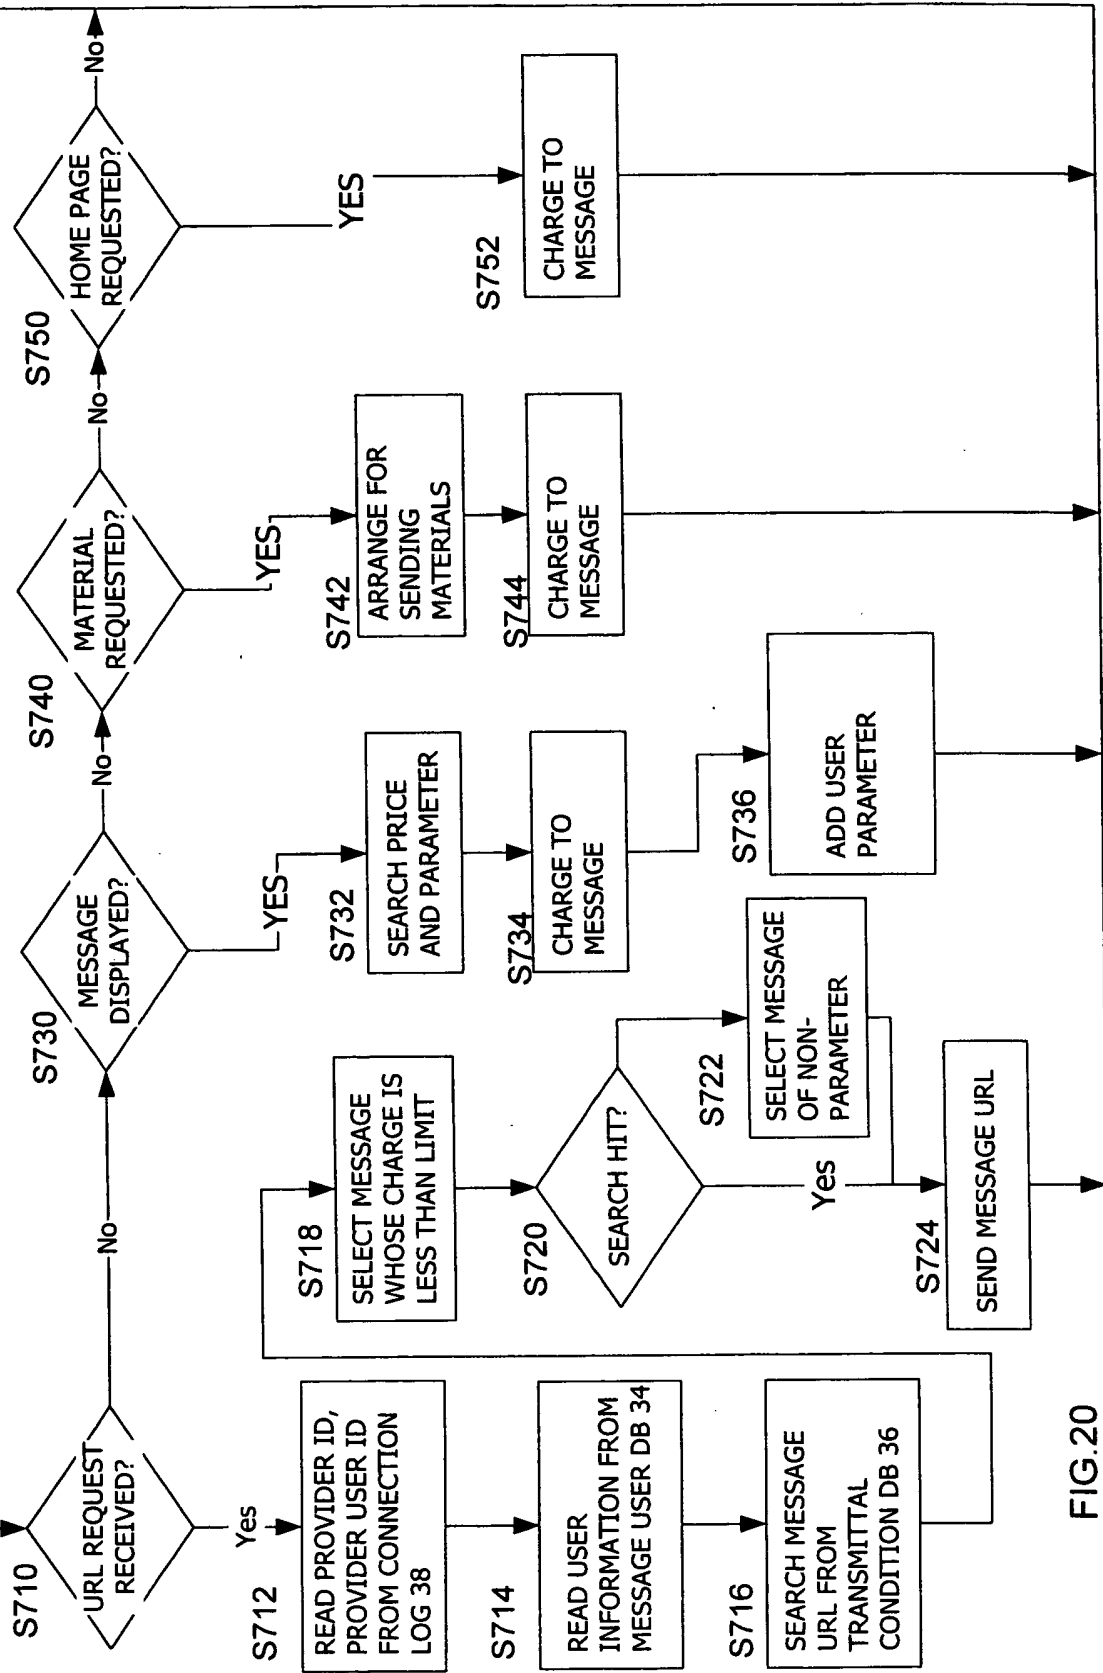 S710
URL REQUEST
RECEIVED?
No
Yes
S712
READ PROVIDER ID,
PROVIDER USER ID
FROM CONNECTION
LOG 38
S714
READ USER
INFORMATION FROM
MESSAGE USER DB 34
S716
SEARCH MESSAGE
URL FROM
TRANSMITTAL
CONDITION DB 36
S718
SELECT MESSAGE
WHOSE CHARGE IS
LESS THAN LIMIT
S720
SEARCH HIT?
Yes
S722
SELECT MESSAGE
OF NON-
PARAMETER
S724
SEND MESSAGE URL
S730
MESSAGE
DISPLAYED?
No
YES
S732
SEARCH PRICE
AND PARAMETER
S734
CHARGE TO
MESSAGE
S736
ADD USER
PARAMETER
S740
MATERIAL
REQUESTED?
No
YES
S742
ARRANGE FOR
SENDING
MATERIALS
S744
CHARGE TO
MESSAGE
S750
HOME PAGE
REQUESTED?
No
YES
S752
CHARGE TO
MESSAGE
FIG.20